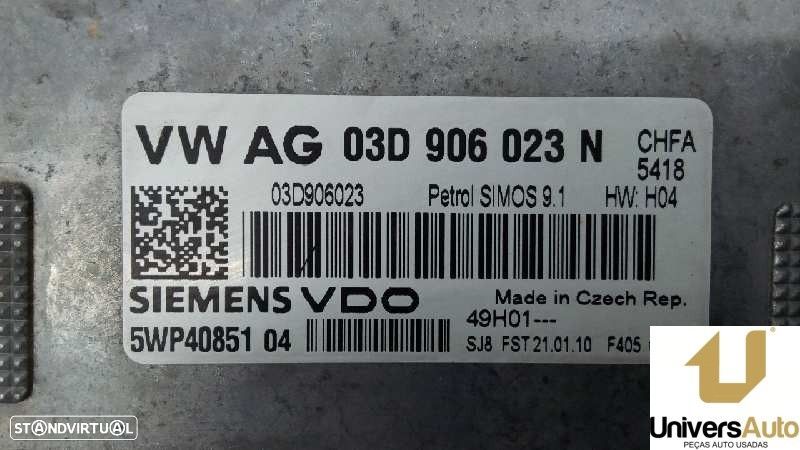 VW AG 03D 906 023 N CHFA
5418
03D906023 Petrol SIMOS 9.1 HW: H04
SIEMENS VDO Made in Czech Rep.
49H01---
5WP40851 04 SJ8 FST 21.01.10 F405
UniversAuto
PEÇAS AUTO USADAS
STANDVIRTUAL